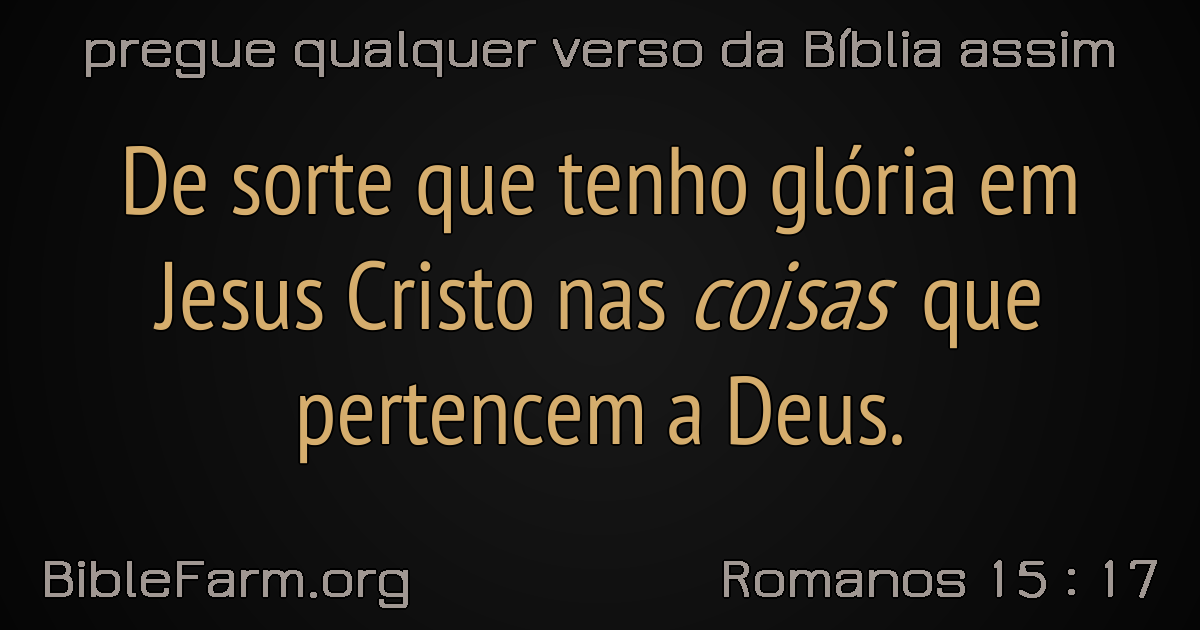 pregue qualquer verso da Bíblia assim
De sorte que tenho glória em
Jesus Cristo nas coisas que
pertencem a Deus.
BibleFarm.org
Romanos 15 : 17